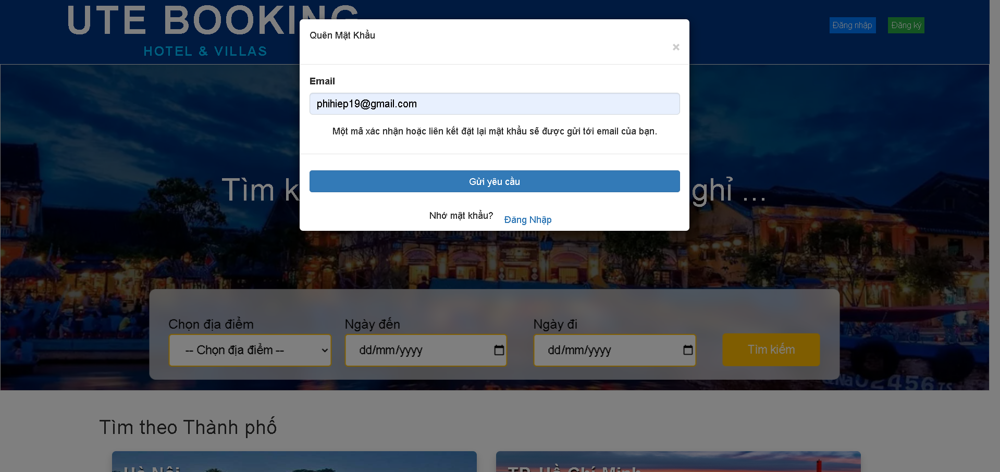 UTE BOOKING
HOTEL & VILLAS
Đăng nhập
Đăng ký
Quên Mật Khẩu
×
Email
phihiep19@gmail.com
Một mã xác nhận hoặc liên kết đặt lại mật khẩu sẽ được gửi tới email của bạn.
Gửi yêu cầu
Nhớ mật khẩu? Đăng Nhập
Tìm k
ghỉ ...
Chọn địa điểm
Ngày đến
Ngày đi
-- Chọn địa điểm --
dd/mm/yyyy
dd/mm/yyyy
Tìm kiếm
Na 02456 TS
Tìm theo Thành phố
Hà Nội
TP. Hồ Chí Minh